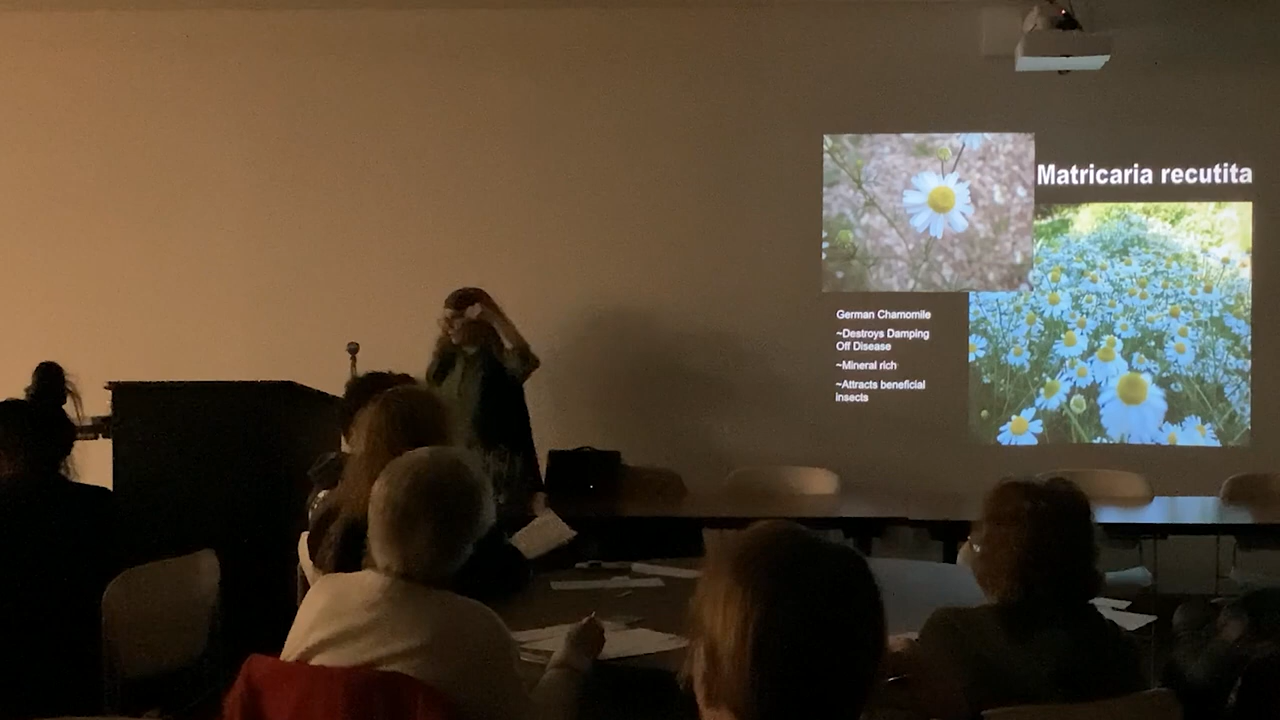 Matricaria recutita
German Chamomile
~Destroys Damping
Off Disease
~Mineral rich
~Attracts beneficial
insects